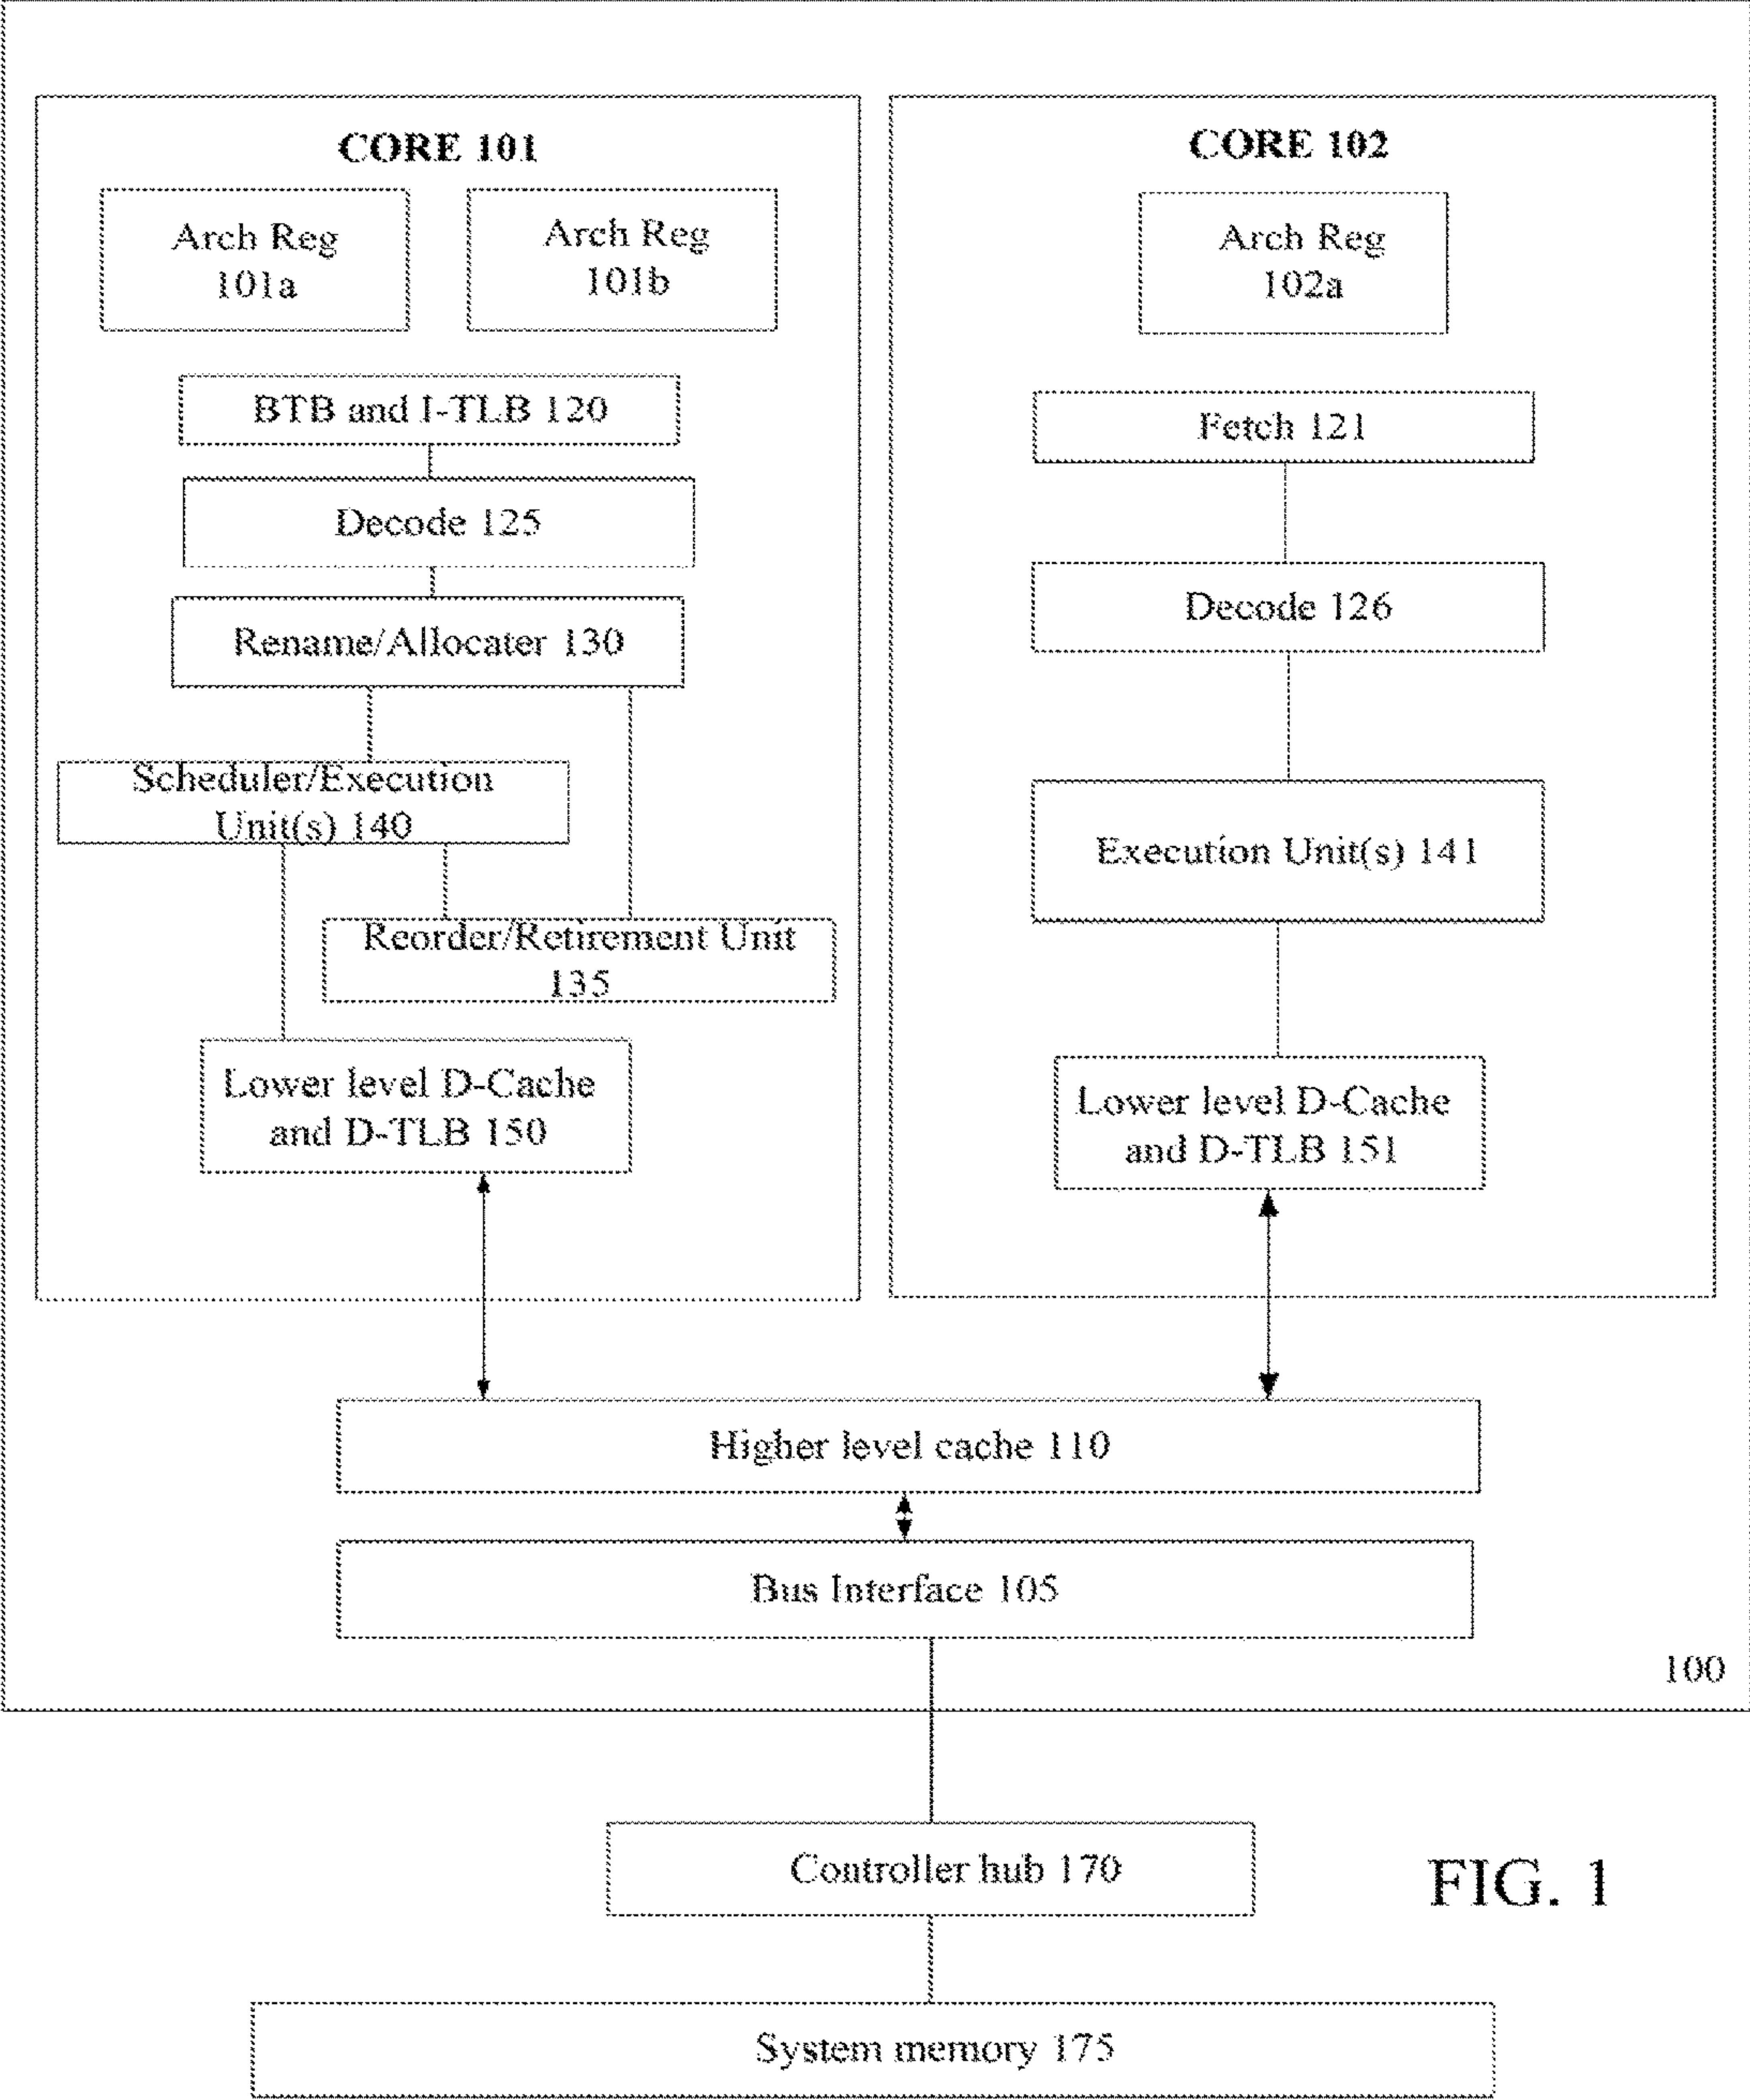 CORE 101
Arch Reg
101a
Arch Reg
101b
BTB and I-TLB 120
Decode 125
Rename/Allocater 130
Scheduler/Execution
Unit(s) 140
Reorder/Retirement Unit
135
Lower level D-Cache
and D-TLB 150
CORE 102
Arch Reg
102a
Fetch 121
Decode 126
Execution Unit(s) 141
Lower level D-Cache
and D-TLB 151
Higher level cache 110
Bus Interface 105
100
Controller hub 170
FIG. 1
System memory 175